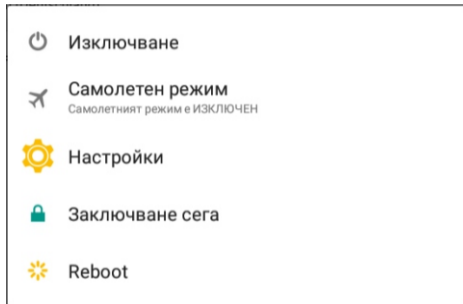 Изключване
Самолетен режим
Самолетният режим е ИЗКЛЮЧЕН
Настройки
Заключване сега
Reboot